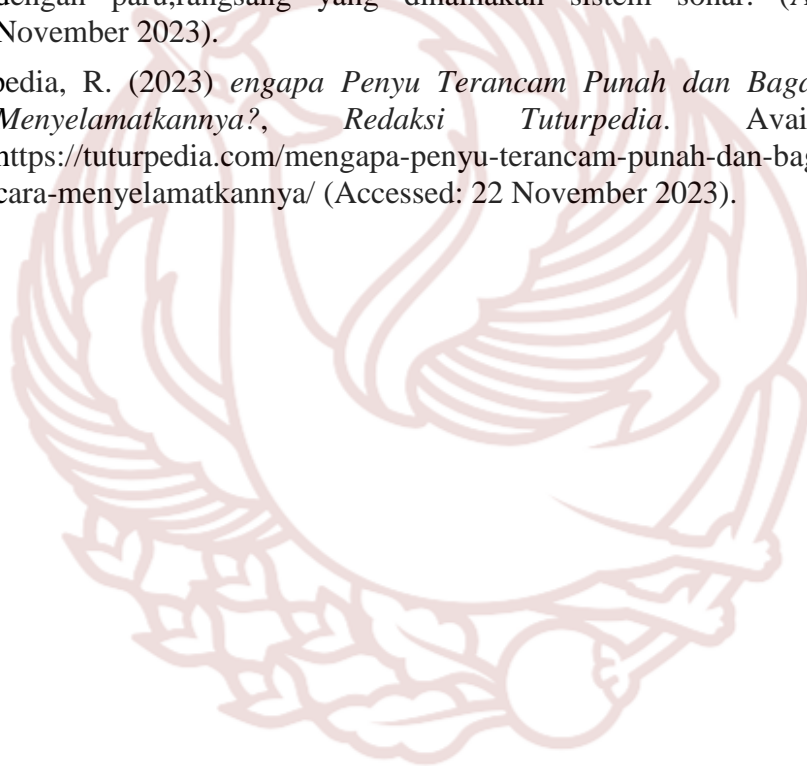 dengan paru,rangsang yang dinamakan sistem sonar. (A
November 2023).
pedia, R. (2023) engapa Penyu Terancam Punah dan Baga
Menyelamatkannya?, Redaksi Tuturpedia. Avai
https://tuturpedia.com/mengapa-penyu-terancam-punah-dan-bag
cara-menyelamatkannya/ (Accessed: 22 November 2023).